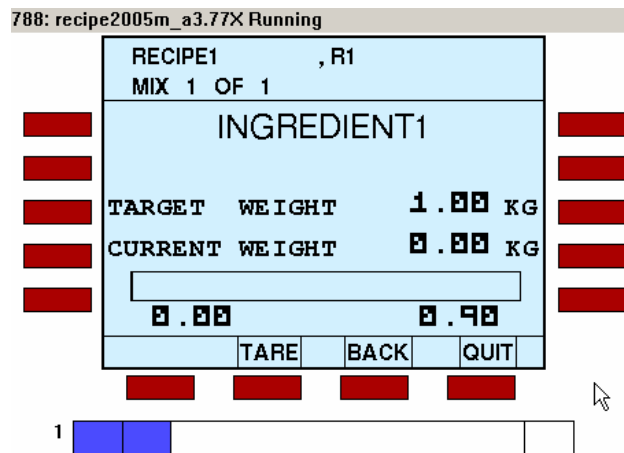 788: recipe2005m_a3.77X Running
RECIPE1 , R1
MIX 1 OF 1
INGREDIENT1
TARGET WEIGHT 1.00 KG
CURRENT WEIGHT 0.00 KG
0.00 0.90
TARE BACK QUIT
1